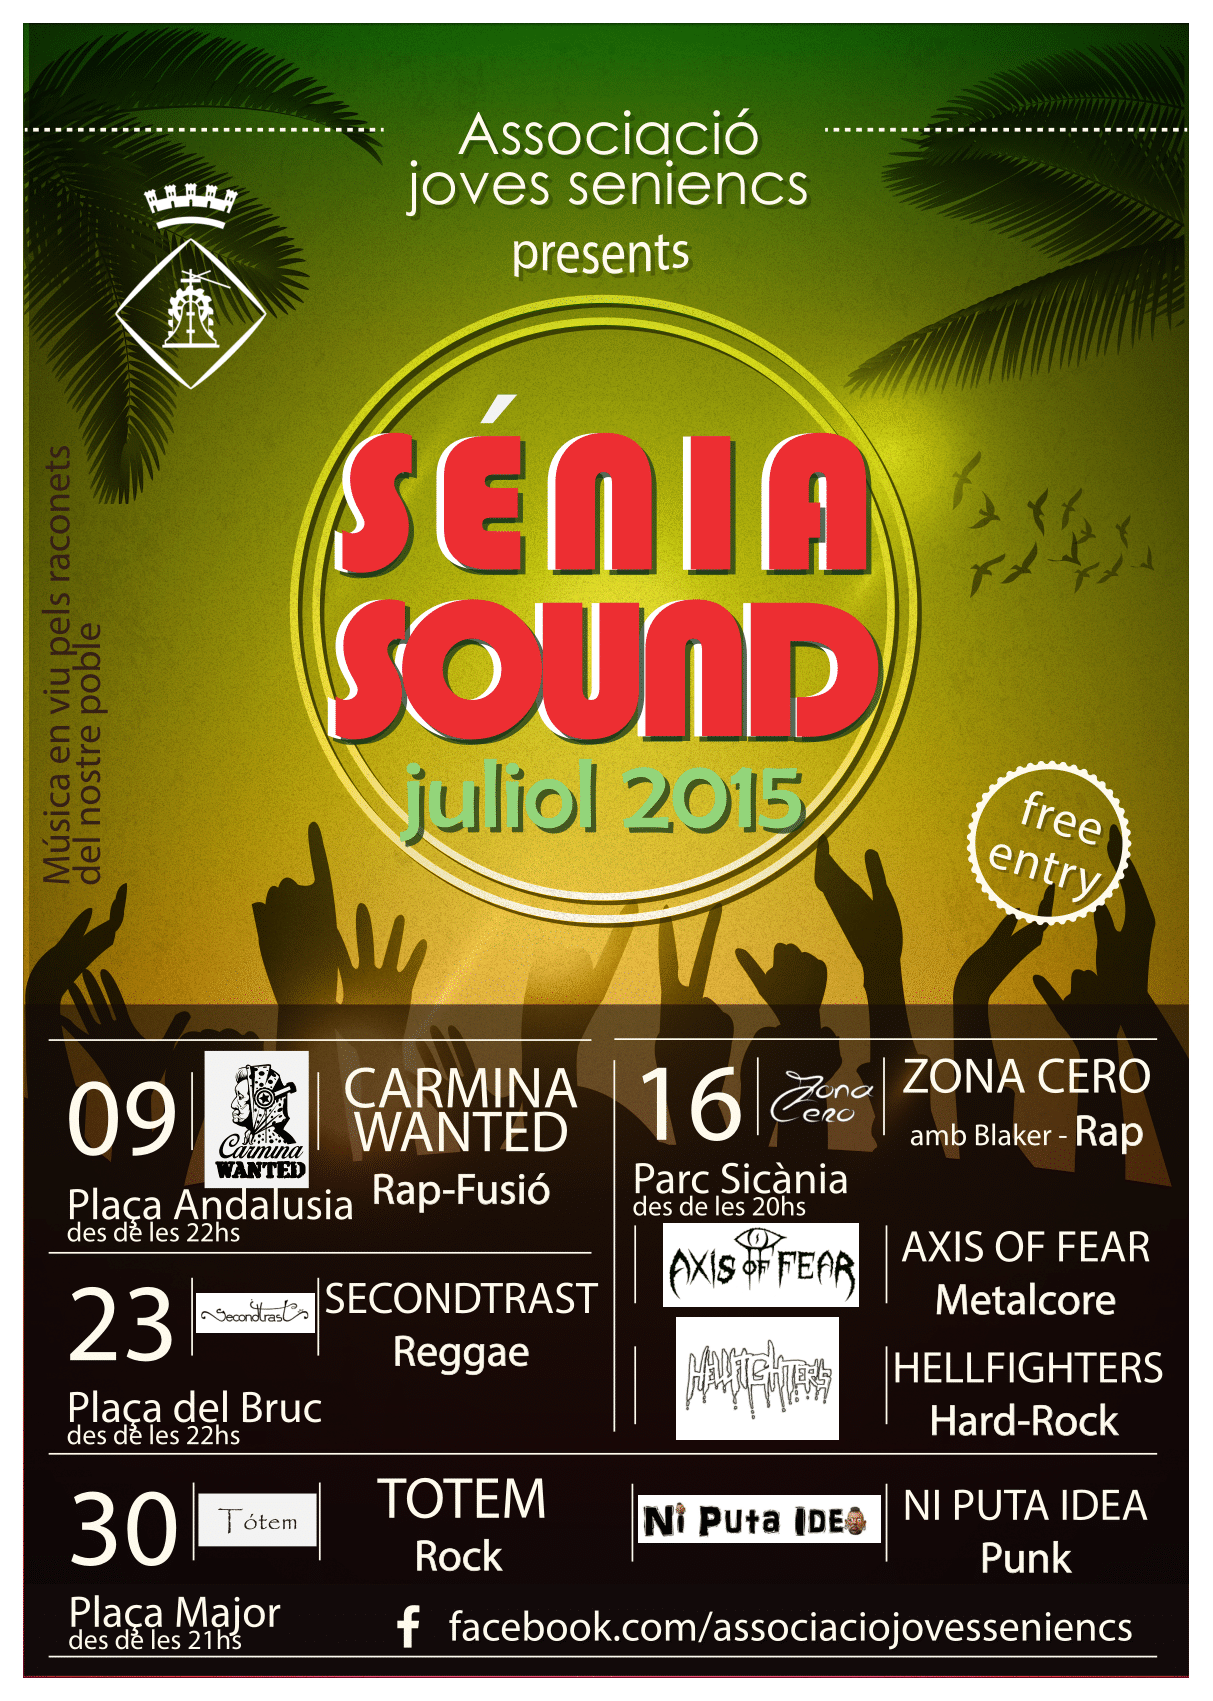 Associació
joves seniencs
presents
SÉNIA
SOUND
juliol 2015
Música en viu pels raconets
del nostre poble
free
entry
09
Carmina
WANTED
CARMINA
WANTED
Rap-Fusió
Plaça Andalusia
des de les 22hs
16
Zona
Cero
ZONA CERO
amb Blaker - Rap
Parc Sicània
des de les 20hs
AXIS OF FEAR
AXIS OF FEAR
Metalcore
HELLFIGHTERS
HELLFIGHTERS
Hard-Rock
23
Secondtrast
SECONDTRAST
Reggae
Plaça del Bruc
des de les 22hs
30
Tótem
TOTEM
Rock
Ni Puta IDEA
NI PUTA IDEA
Punk
Plaça Major
des de les 21hs
f facebook.com/associaciojovesseniencs